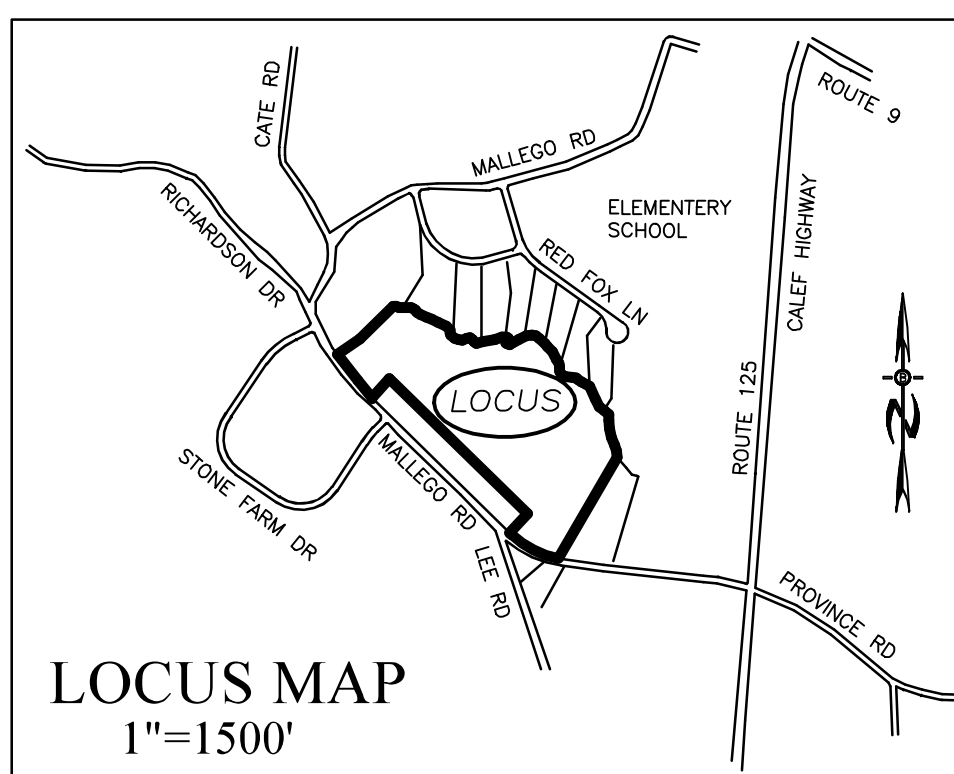 CATE RD
MALLEGO RD
ROUTE 9
RICHARDSON DR
ELEMENTERY
SCHOOL
CALEF HIGHWAY
RED FOX LN
LOCUS
ROUTE 125
B
N
STONE FARM DR
MALLEGO RD
LEE RD
PROVINCE RD
LOCUS MAP
1"=1500'